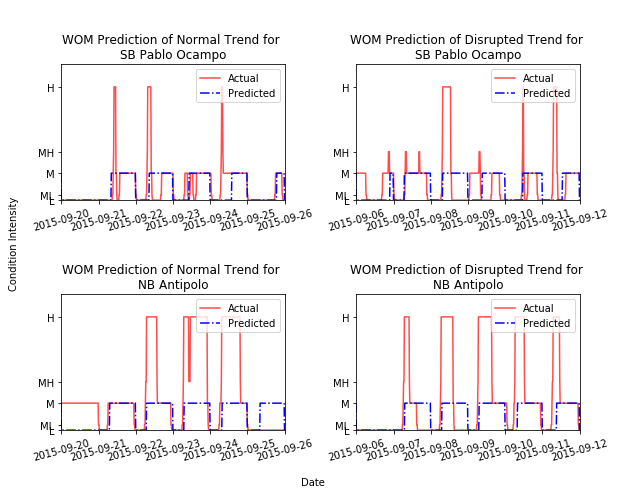 WOM Prediction of Normal Trend for
SB Pablo Ocampo
Actual
Predicted
H
MH
M
ML
L
2015-09-20
2015-09-21
2015-09-22
2015-09-23
2015-09-24
2015-09-25
2015-09-26
WOM Prediction of Disrupted Trend for
SB Pablo Ocampo
Actual
Predicted
H
MH
M
ML
L
2015-09-06
2015-09-07
2015-09-08
2015-09-09
2015-09-10
2015-09-11
2015-09-12
Condition Intensity
WOM Prediction of Normal Trend for
NB Antipolo
Actual
Predicted
H
MH
M
ML
L
2015-09-20
2015-09-21
2015-09-22
2015-09-23
2015-09-24
2015-09-25
2015-09-26
WOM Prediction of Disrupted Trend for
NB Antipolo
Actual
Predicted
H
MH
M
ML
L
2015-09-06
2015-09-07
2015-09-08
2015-09-09
2015-09-10
2015-09-11
2015-09-12
Date